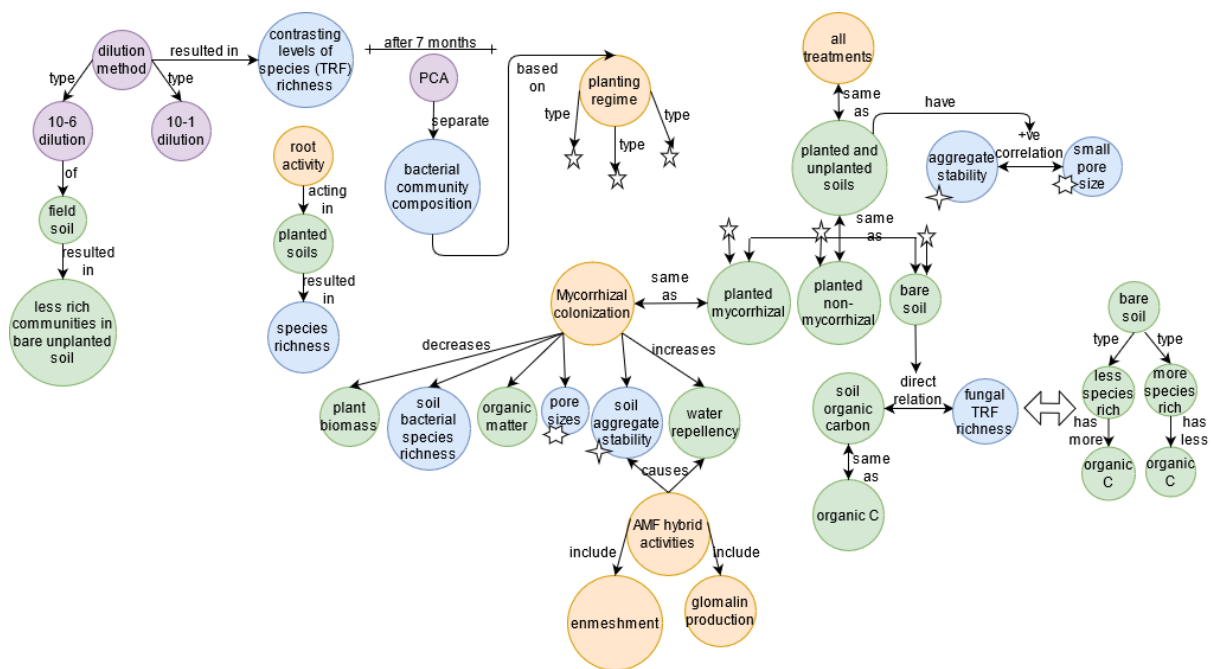 dilution
method
resulted in
contrasting
levels of
species (TRF)
richness
type
type
10-6
dilution
10-1
dilution
of
field
soil
resulted
in
less rich
communities in
bare unplanted
soil
root
activity
acting
in
planted
soils
resulted
in
species
richness
after 7 months
PCA
separate
bacterial
community
composition
based
on
planting
regime
type
type
type
all
treatments
same
as
have
planted and
unplanted
soils
+ve
correlation
aggregate
stability
small
pore
size
same
as
planted
mycorrhizal
planted
non-
mycorrhizal
bare
soil
same
as
Mycorrhizal
colonization
decreases
increases
plant
biomass
soil
bacterial
species
richness
organic
matter
pore
sizes
soil
aggregate
stability
water
repellency
causes
AMF hybrid
activities
include
include
enmeshment
glomalin
production
direct
relation
soil
organic
carbon
fungal
TRF
richness
same
as
organic C
bare
soil
type
type
less
species
rich
more
species
rich
has
more
has
less
organic
C
organic
C